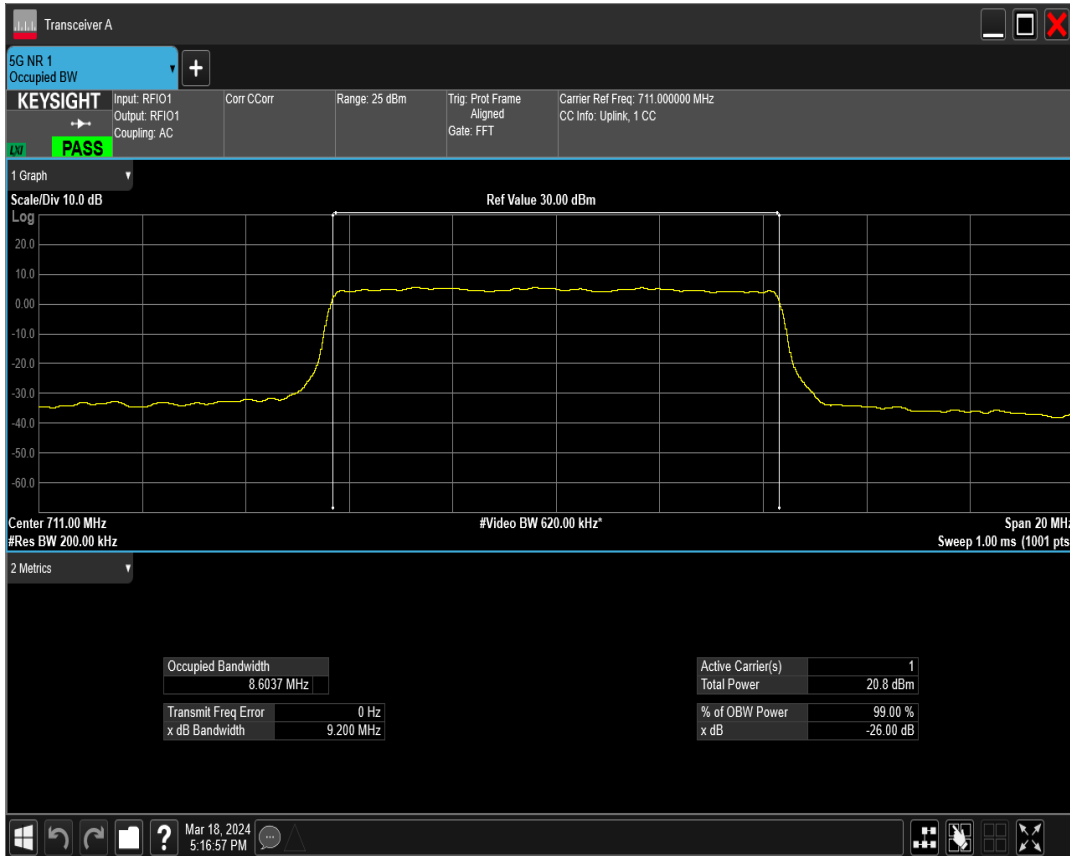 Transceiver A
5G NR 1
Occupied BW
KEYSIGHT
Input: RFIO1
Output: RFIO1
Coupling: AC
LXI
PASS
Corr CCorr
Range: 25 dBm
Trig: Prot Frame
Aligned
Gate: FFT
Carrier Ref Freq: 711.000000 MHz
CC Info: Uplink, 1 CC
1 Graph
Scale/Div 10.0 dB
Ref Value 30.00 dBm
Log
20.0
10.0
0.00
-10.0
-20.0
-30.0
-40.0
-50.0
-60.0
Center 711.00 MHz
#Video BW 620.00 kHz*
Span 20 MHz
#Res BW 200.00 kHz
Sweep 1.00 ms (1001 pts
2 Metrics
Occupied Bandwidth
8.6037 MHz
Transmit Freq Error 0 Hz
x dB Bandwidth 9.200 MHz
Active Carrier(s) 1
Total Power 20.8 dBm
% of OBW Power 99.00 %
x dB -26.00 dB
Mar 18, 2024
5:16:57 PM